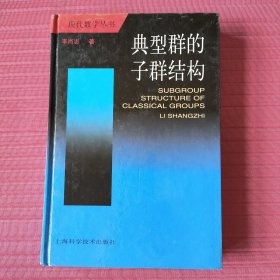 现代数学丛书
李尚志 著
典型群的
子群结构
SUBGROUP
STRUCTURE OF
CLASSICAL GROUPS
LI SHANGZHI
上海科学技术出版社